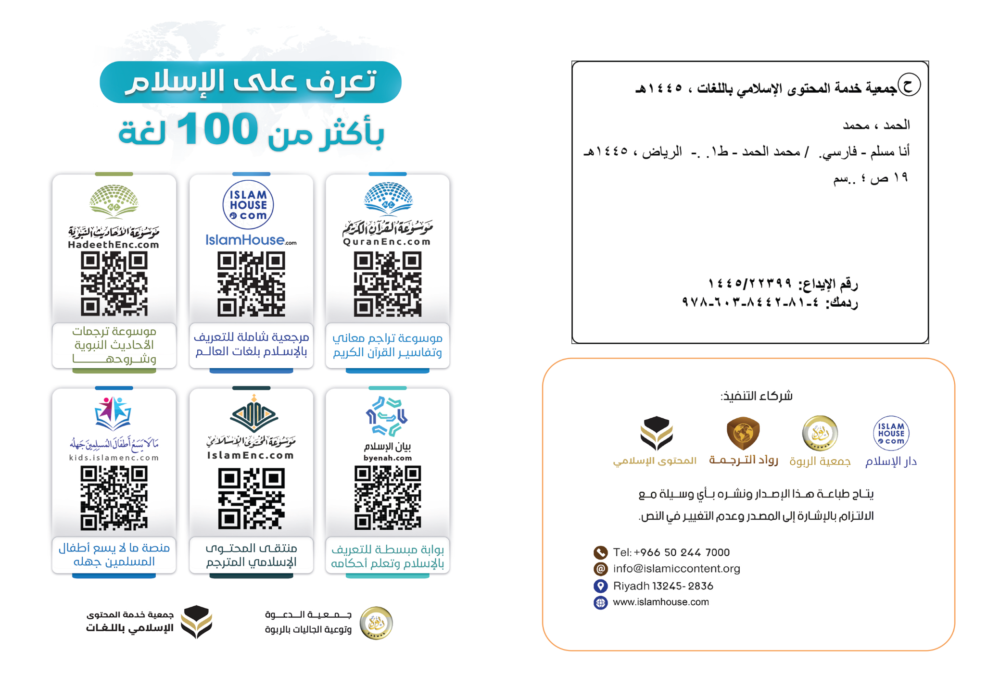 تعرف على الإسلام
بأكثر من 100 لغة
موسوعة القرآن الكريم
QuranEnc.com
موسوعة تراجم معاني
وتفاسير القرآن الكريم
ISLAM
HOUSE
com
IslamHouse.com
مرجعية شاملة للتعريف
بالإسلام بلغات العالم
موسوعة الأحاديث النبوية
HadeethEnc.com
موسوعة ترجمات
الأحاديث النبوية
وشروحها
بيان الإسلام
byenah.com
بوابة مبسطة للتعريف
بالإسلام وتعلم أحكامه
موسوعة المحتوى الإسلامي
IslamEnc.com
منتقى المحتوى
الإسلامي المترجم
ما لا يسع أطفال المسلمين جهله
kids.islamenc.com
منصة ما لا يسع أطفال
المسلمين جهله
جمعية الدعوة
وتوعية الجاليات بالربوة
Rabwah
جمعية خدمة المحتوى
الإسلامي باللغات
ح جمعية خدمة المحتوى الإسلامي باللغات ، ١٤٤٥هـ
الحمد ، محمد
أنا مسلم - فارسي. / محمد الحمد - ط١. .- الرياض ، ١٤٤٥هـ
١٩ ص ؛ ..سم
رقم الإيداع: ١٤٤٥/٢٢٣٩٩
ردمك: ٤-٨١-٨٤٤٢-٦٠٣-٩٧٨
شركاء التنفيذ:
ISLAM
HOUSE
com
دار الإسلام
Rabwah
جمعية الربوة
رواد الترجمة
المحتوى الإسلامي
يتاح طباعة هذا الإصدار ونشره بأي وسيلة مع
الالتزام بالإشارة إلى المصدر وعدم التغيير في النص.
Tel: +966 50 244 7000
info@islamiccontent.org
Riyadh 13245- 2836
www.islamhouse.com